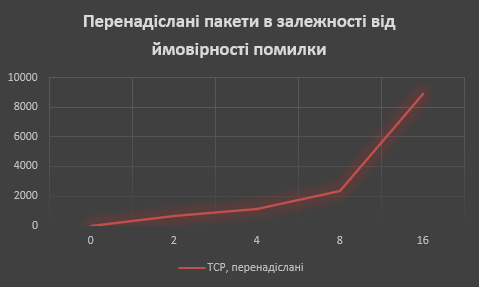 Перенадіслані пакети в залежності від
ймовірності помилки
10000
8000
6000
4000
2000
0
0 2 4 8 16
TCP, перенадіслані